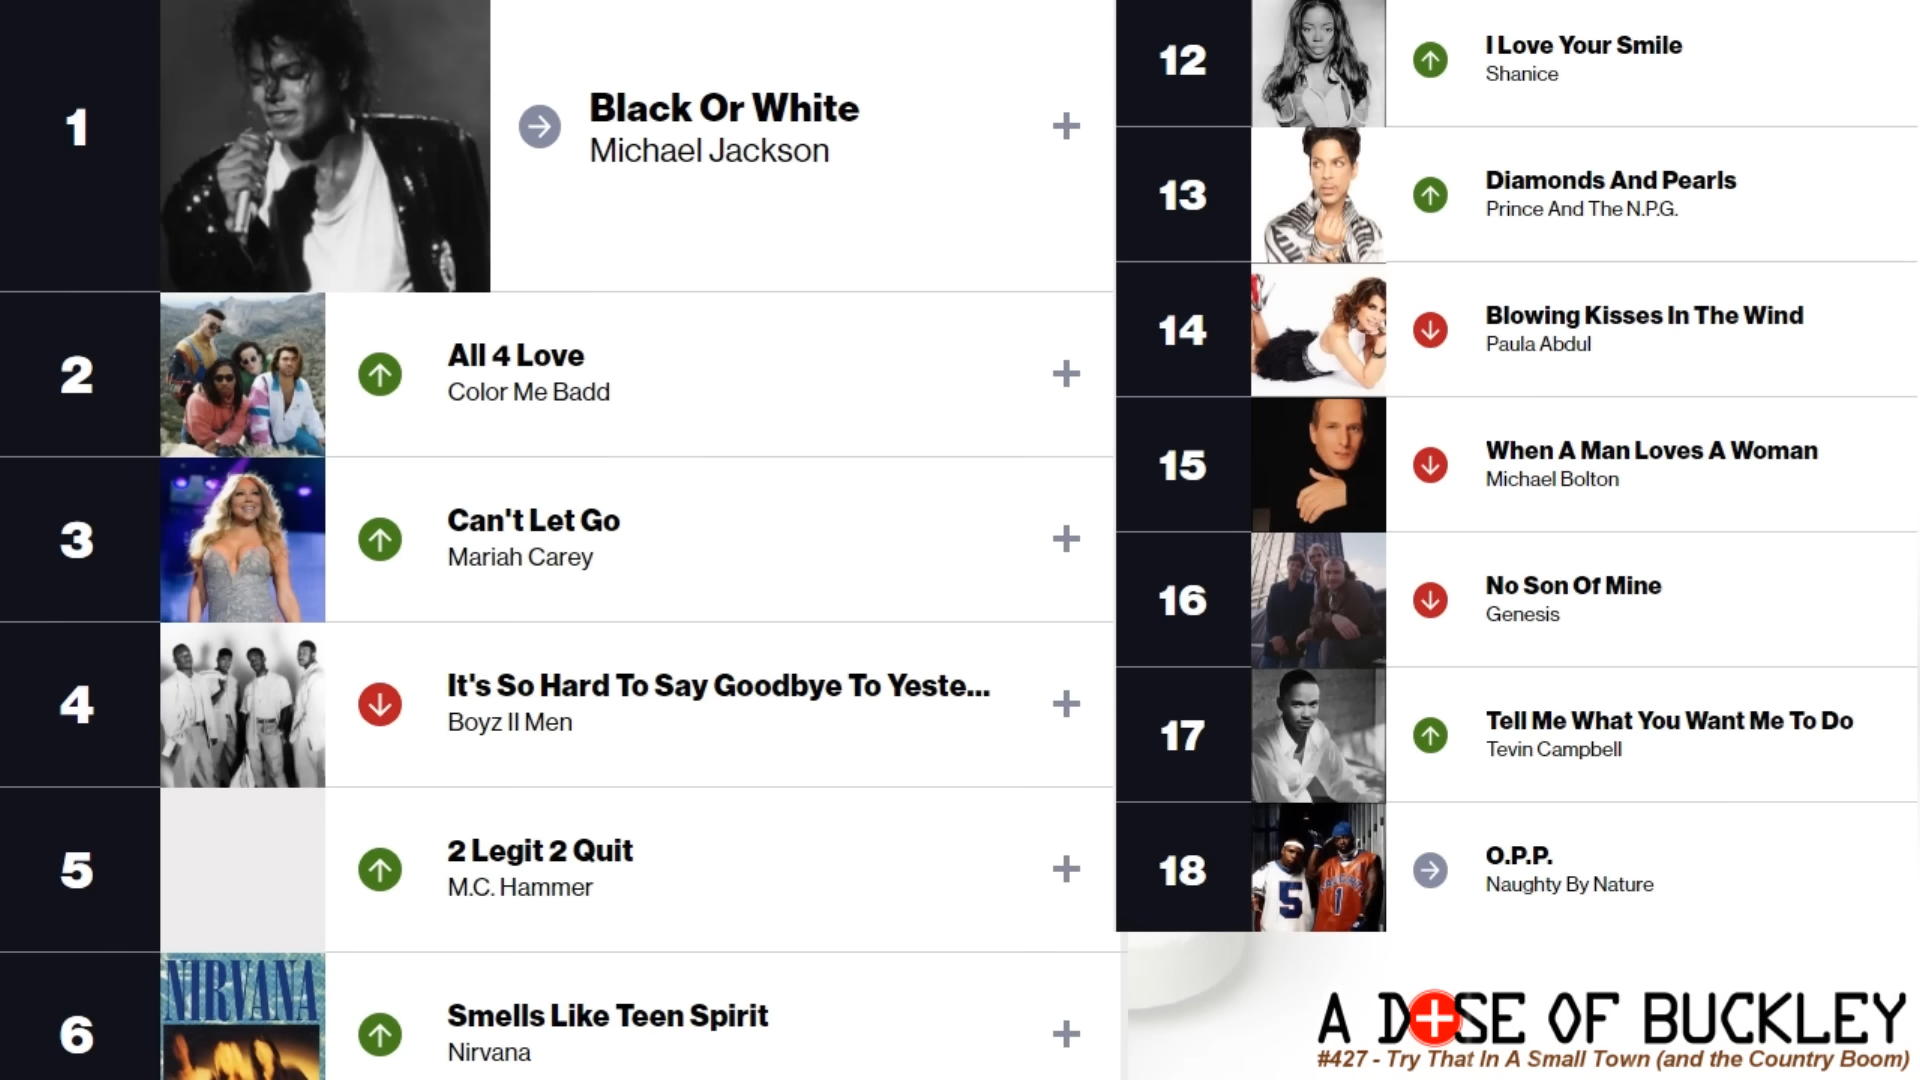 1
Black Or White
Michael Jackson
2
All 4 Love
Color Me Badd
3
Can't Let Go
Mariah Carey
4
It's So Hard To Say Goodbye To Yeste...
Boyz II Men
5
2 Legit 2 Quit
M.C. Hammer
6
NIRVANA
Smells Like Teen Spirit
Nirvana
12
I Love Your Smile
Shanice
13
Diamonds And Pearls
Prince And The N.P.G.
14
Blowing Kisses In The Wind
Paula Abdul
15
When A Man Loves A Woman
Michael Bolton
16
No Son Of Mine
Genesis
17
Tell Me What You Want Me To Do
Tevin Campbell
18
5
1
O.P.P.
Naughty By Nature
A DOSE OF BUCKLEY
#427 - Try That In A Small Town (and the Country Boom)